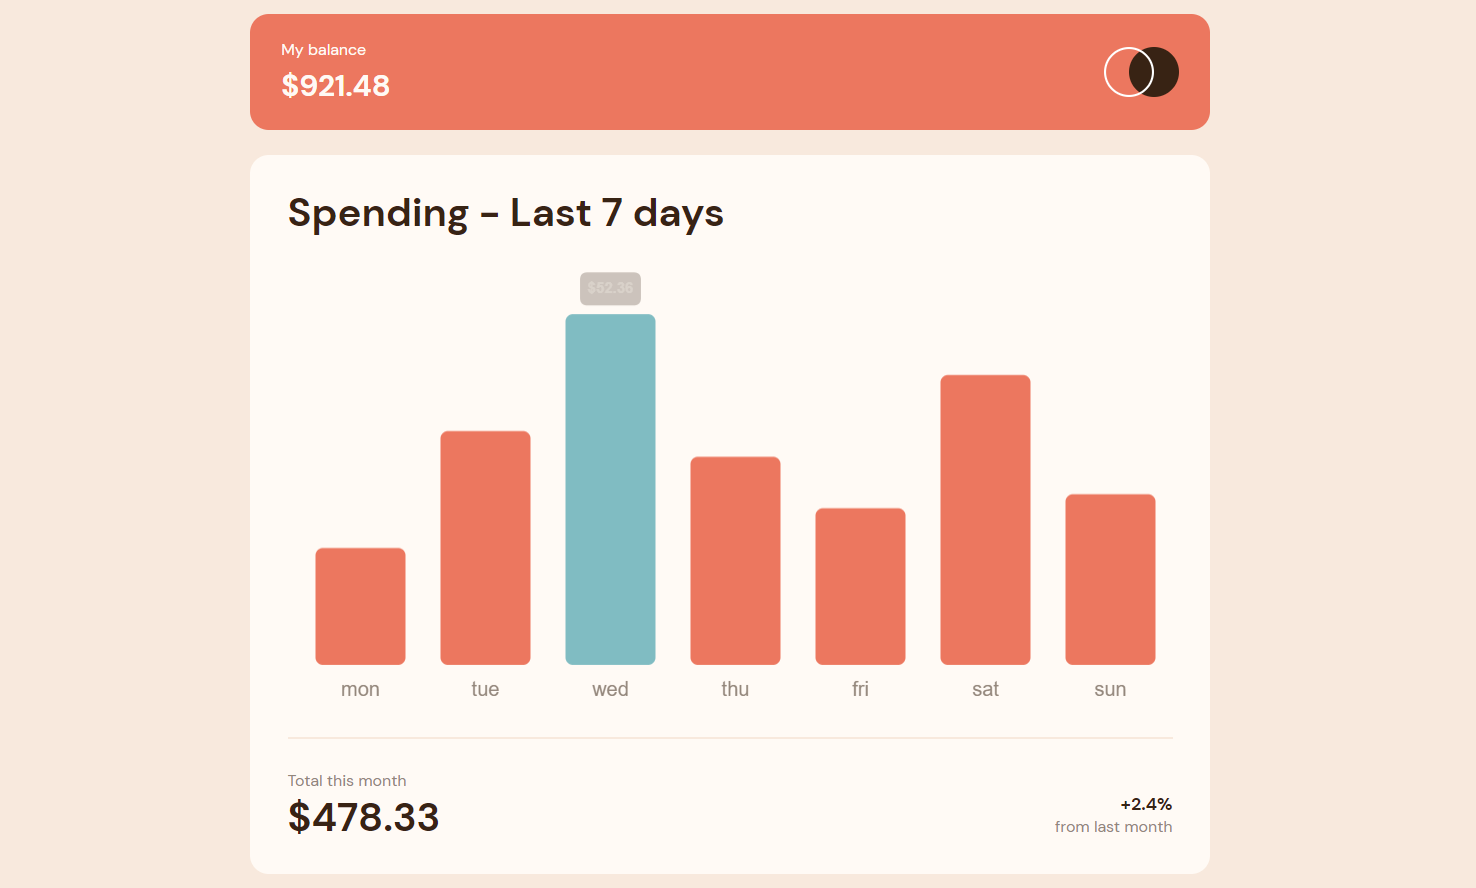 My balance
$921.48
Spending - Last 7 days
$52.36
mon tue wed thu fri sat sun
Total this month
$478.33
+2.4%
from last month